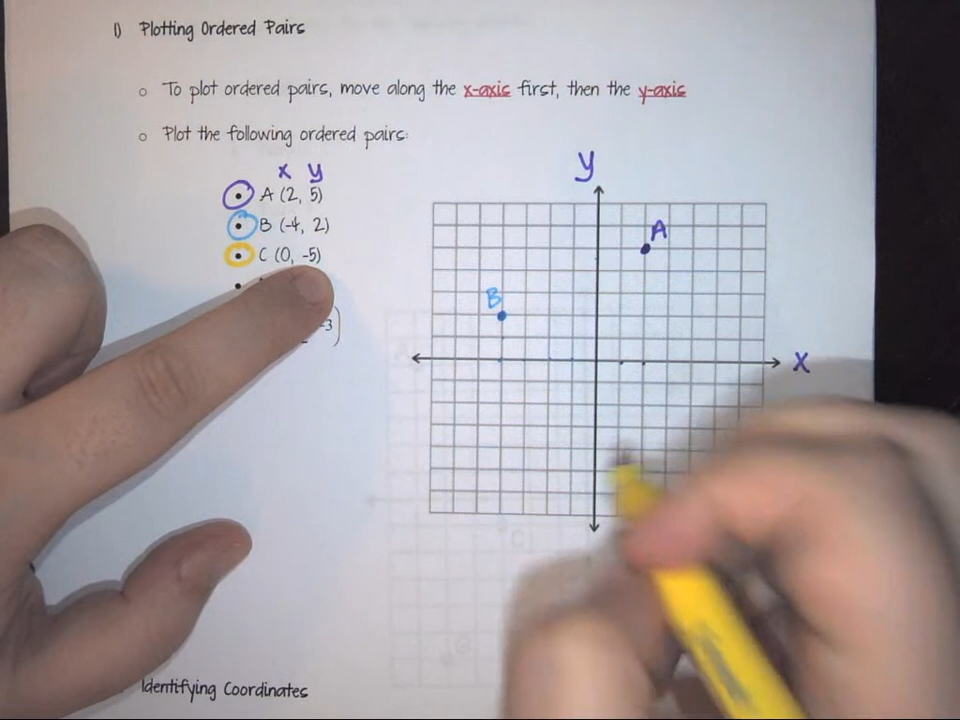 1) Plotting Ordered Pairs
To plot ordered pairs, move along the x-axis first, then the y-axis
Plot the following ordered pairs:
x y
A (2, 5)
B (-4, 2)
C (0, -5)
-3)
y
A
B
x
Identifying Coordinates